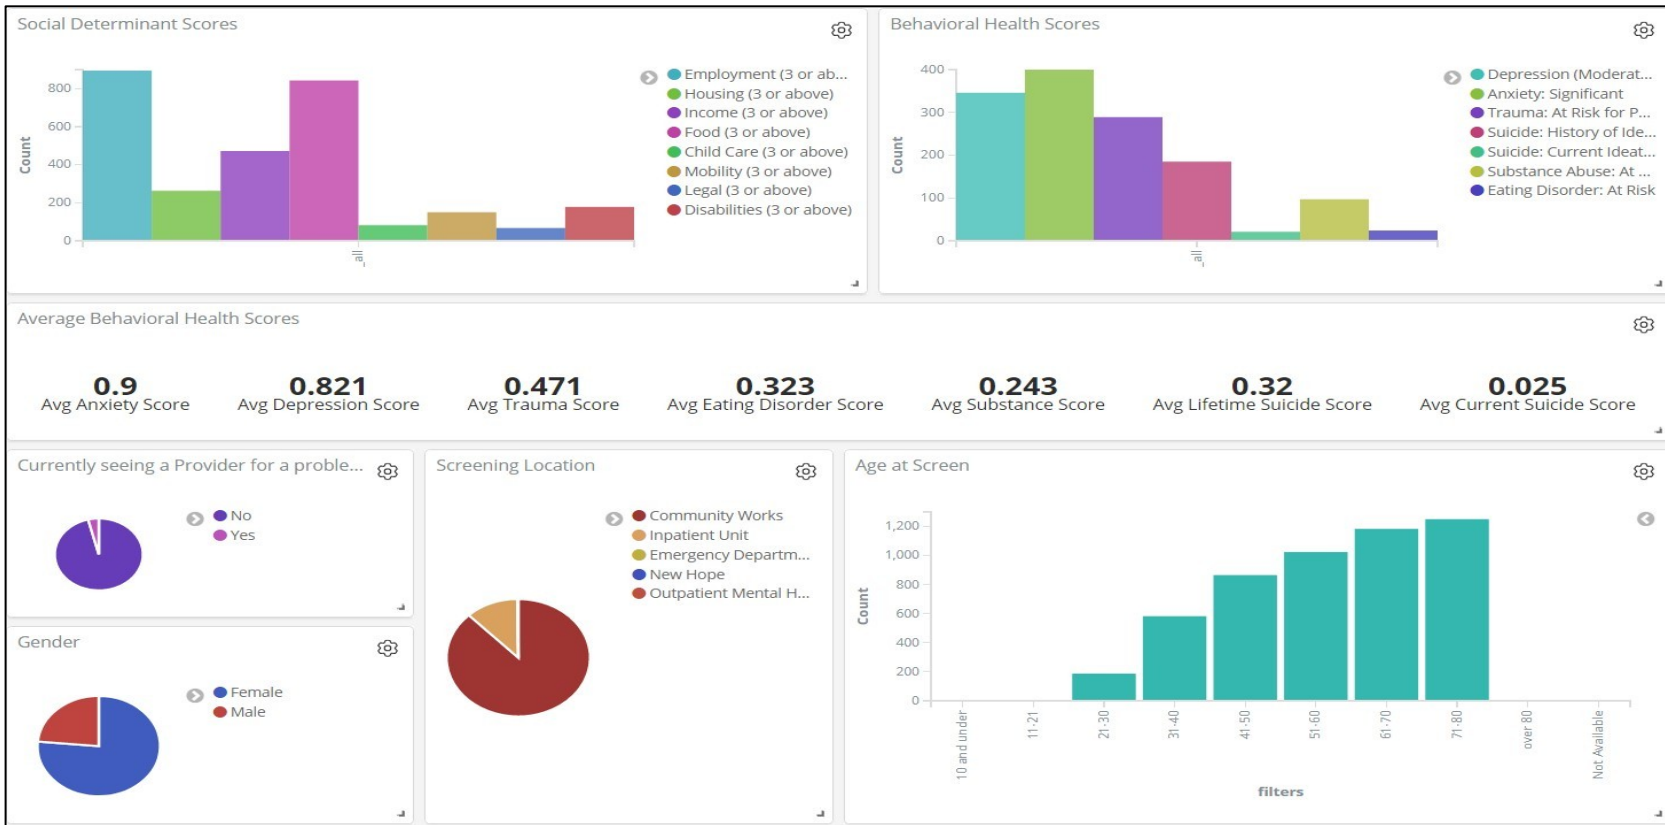 Social Determinant Scores
800
600
400
200
0
Count
_all
Employment (3 or ab...
Housing (3 or above)
Income (3 or above)
Food (3 or above)
Child Care (3 or above)
Mobility (3 or above)
Legal (3 or above)
Disabilities (3 or above)
Behavioral Health Scores
400
300
200
100
0
Count
_all
Depression (Moderat...
Anxiety: Significant
Trauma: At Risk for P...
Suicide: History of Ide...
Suicide: Current Ideat...
Substance Abuse: At ...
Eating Disorder: At Risk
Average Behavioral Health Scores
0.9
Avg Anxiety Score
0.821
Avg Depression Score
0.471
Avg Trauma Score
0.323
Avg Eating Disorder Score
0.243
Avg Substance Score
0.32
Avg Lifetime Suicide Score
0.025
Avg Current Suicide Score
Currently seeing a Provider for a proble...
No
Yes
Gender
Female
Male
Screening Location
Community Works
Inpatient Unit
Emergency Departm...
New Hope
Outpatient Mental H...
Age at Screen
1,200
1,000
800
600
400
200
0
Count
10 and under
11-21
21-30
31-40
41-50
51-60
61-70
71-80
over 80
Not Available
filters